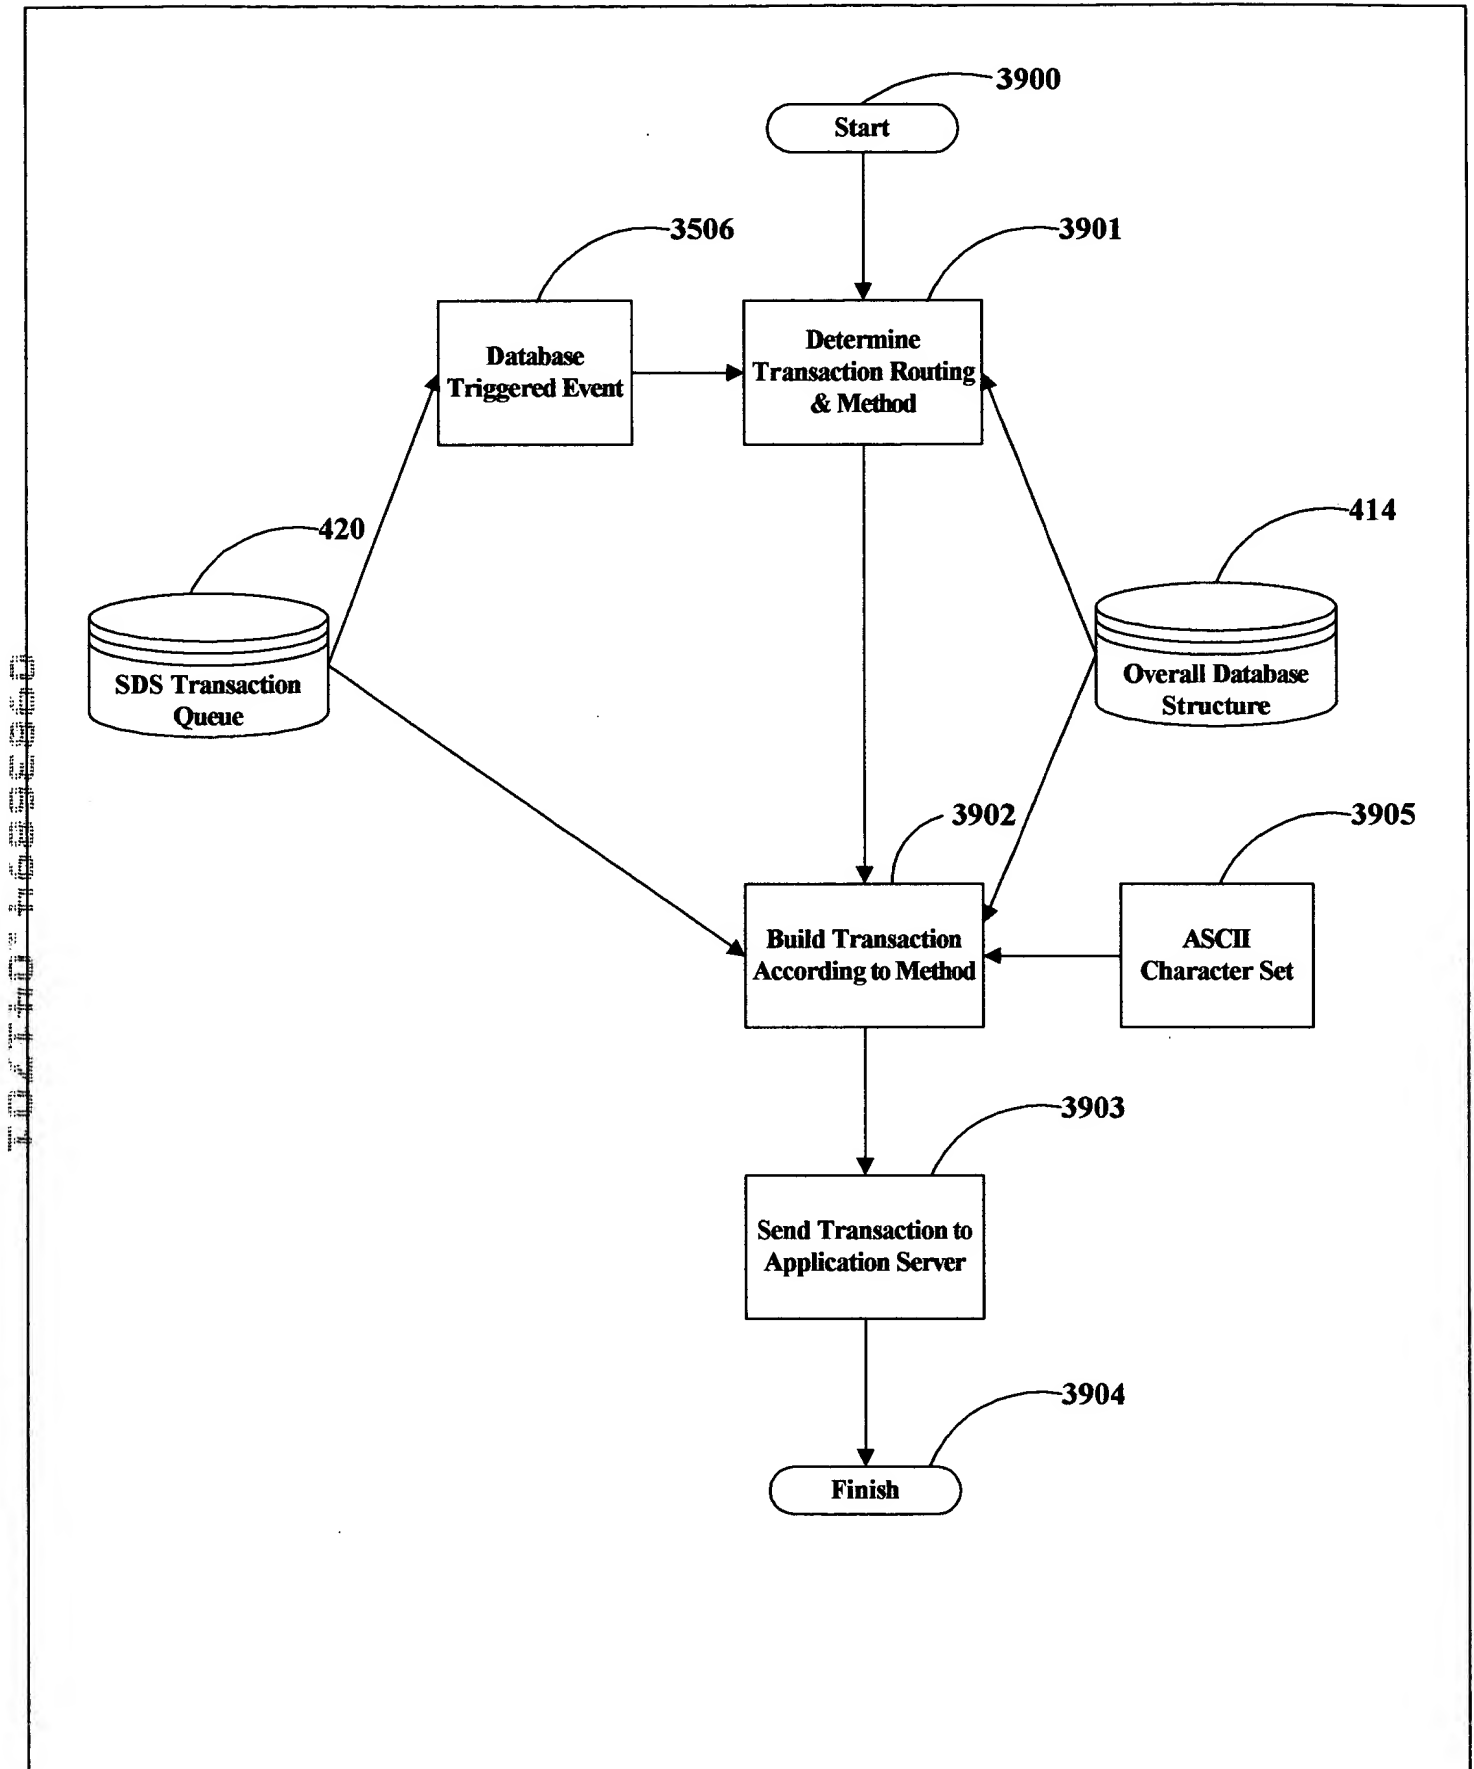 3900
Start
3506
3901
Database
Triggered Event
Determine
Transaction Routing
& Method
420
414
SDS Transaction
Queue
Overall Database
Structure
3902
3905
Build Transaction
According to Method
ASCII
Character Set
3903
Send Transaction to
Application Server
3904
Finish